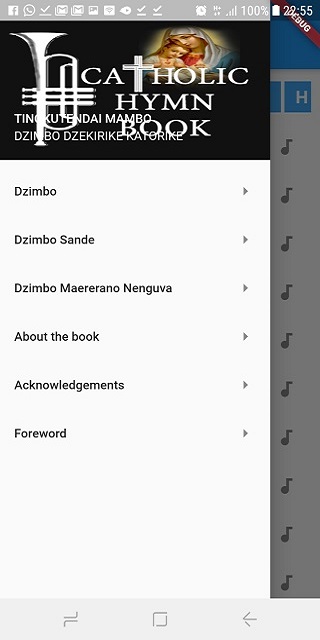 100% 22:55
DEBUG
CATHOLIC
HYMN
BOOK
TINOKUTENDAI MAMBO
DZIMBO DZEKIRIKE KATORIKE
H
Dzimbo
Dzimbo Sande
Dzimbo Maererano Nenguva
About the book
Acknowledgements
Foreword